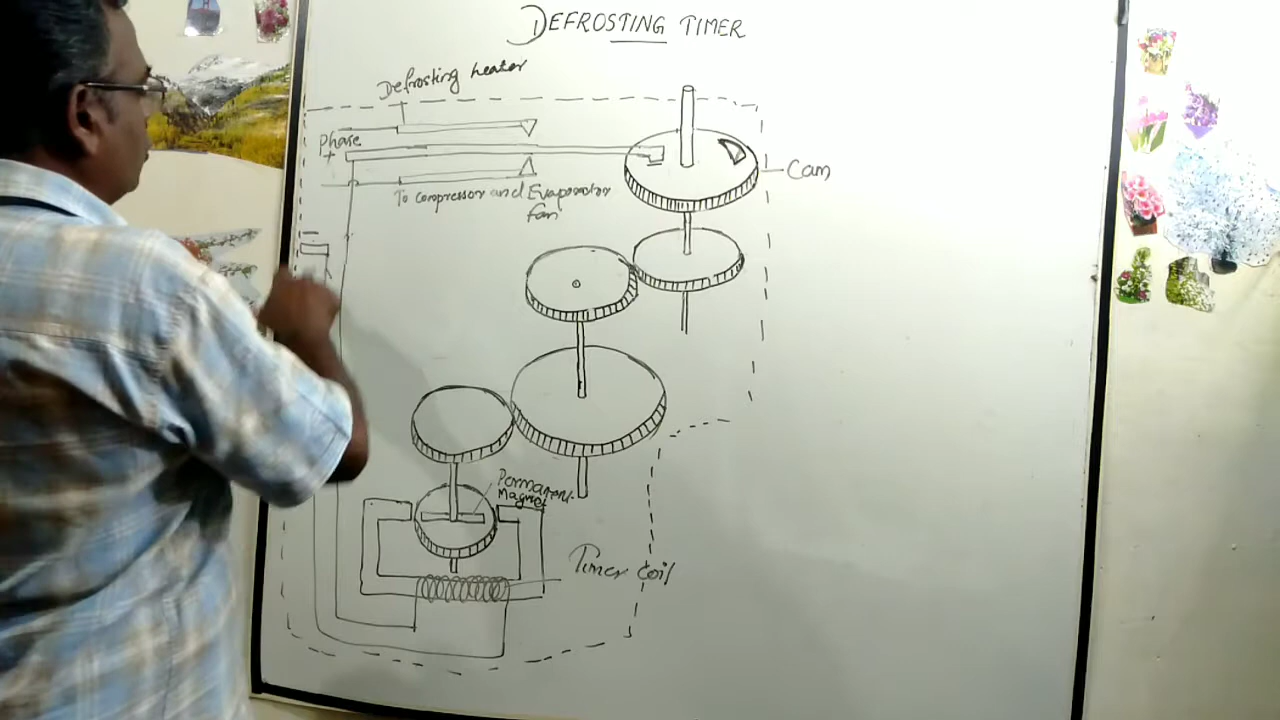 DEFROSTING TIMER
Defrosting heater
Phase
+
Cam
To compressor and Evaporator
fan
Permanent
Magnet
Timer coil